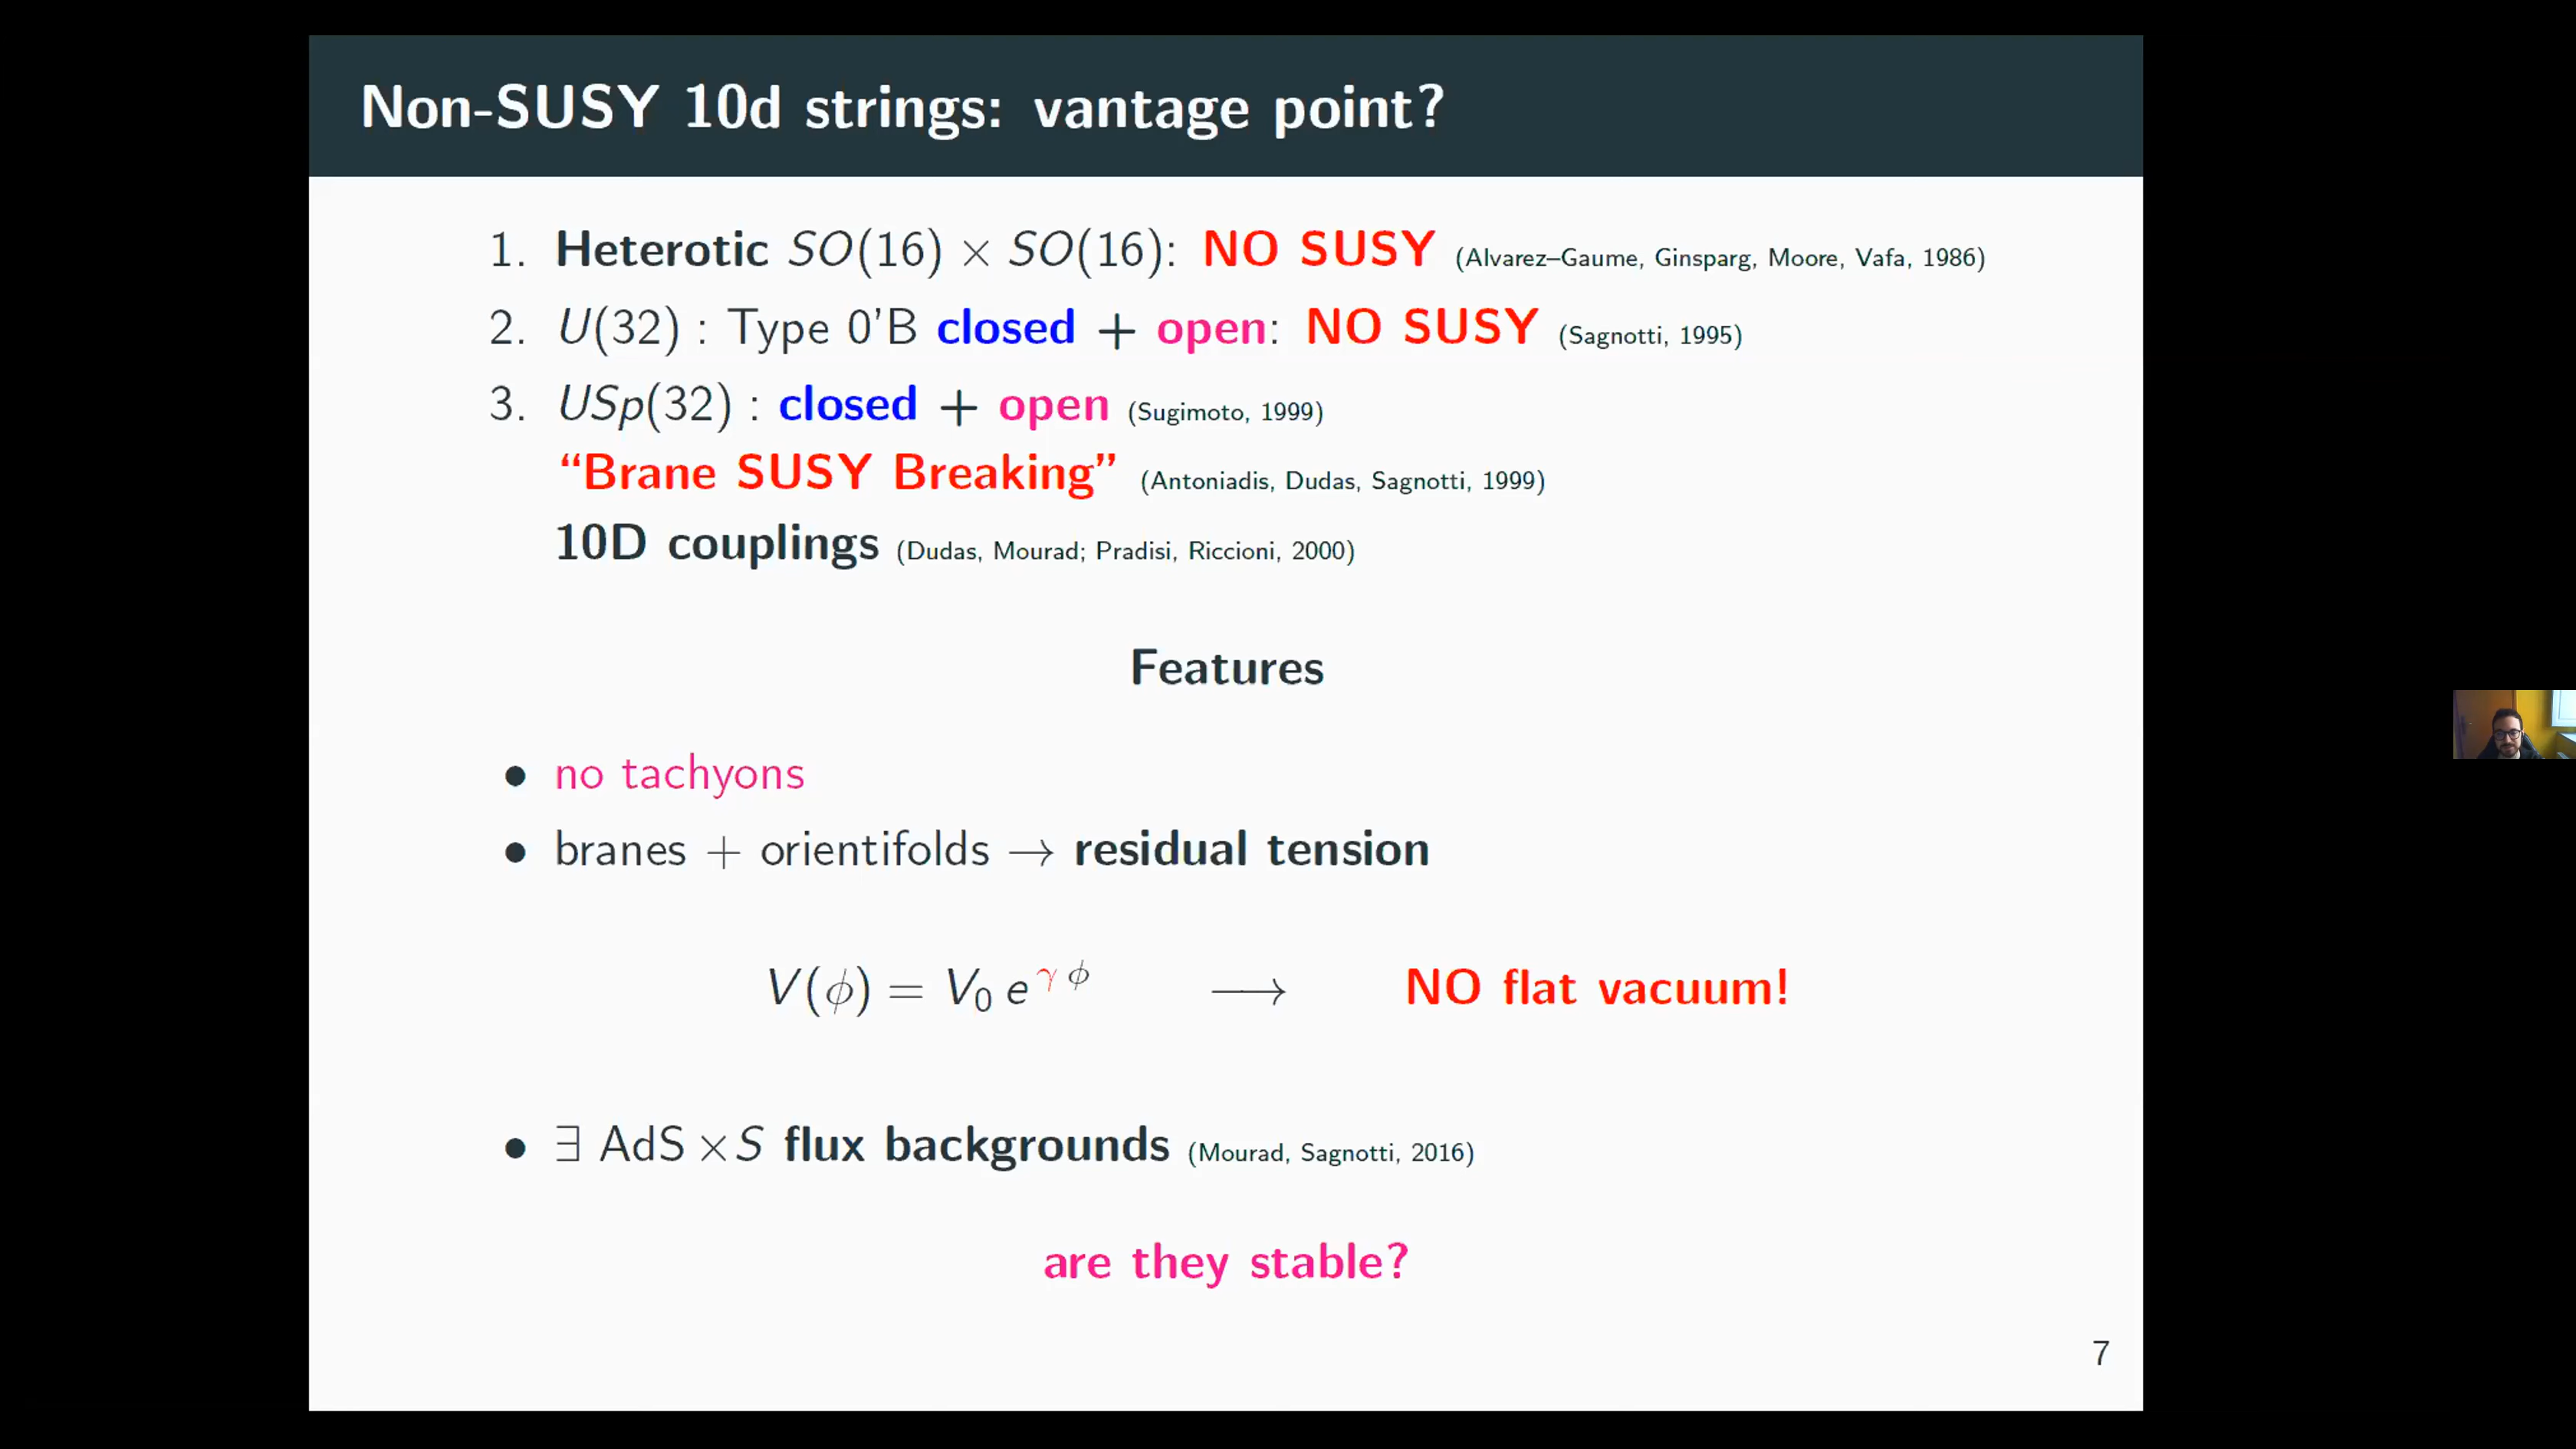 Non-SUSY 10d strings: vantage point?
1. Heterotic SO(16) × SO(16): NO SUSY (Alvarez–Gaume, Ginsparg, Moore, Vafa, 1986)
2. U(32) : Type 0'B closed + open: NO SUSY (Sagnotti, 1995)
3. USp(32) : closed + open (Sugimoto, 1999)
“Brane SUSY Breaking” (Antoniadis, Dudas, Sagnotti, 1999)
10D couplings (Dudas, Mourad; Pradisi, Riccioni, 2000)
Features
• no tachyons
• branes + orientifolds → residual tension
V(ϕ) = V₀ e^{γ ϕ} ⟶ NO flat vacuum!
• ∃ AdS × S flux backgrounds (Mourad, Sagnotti, 2016)
are they stable?
7